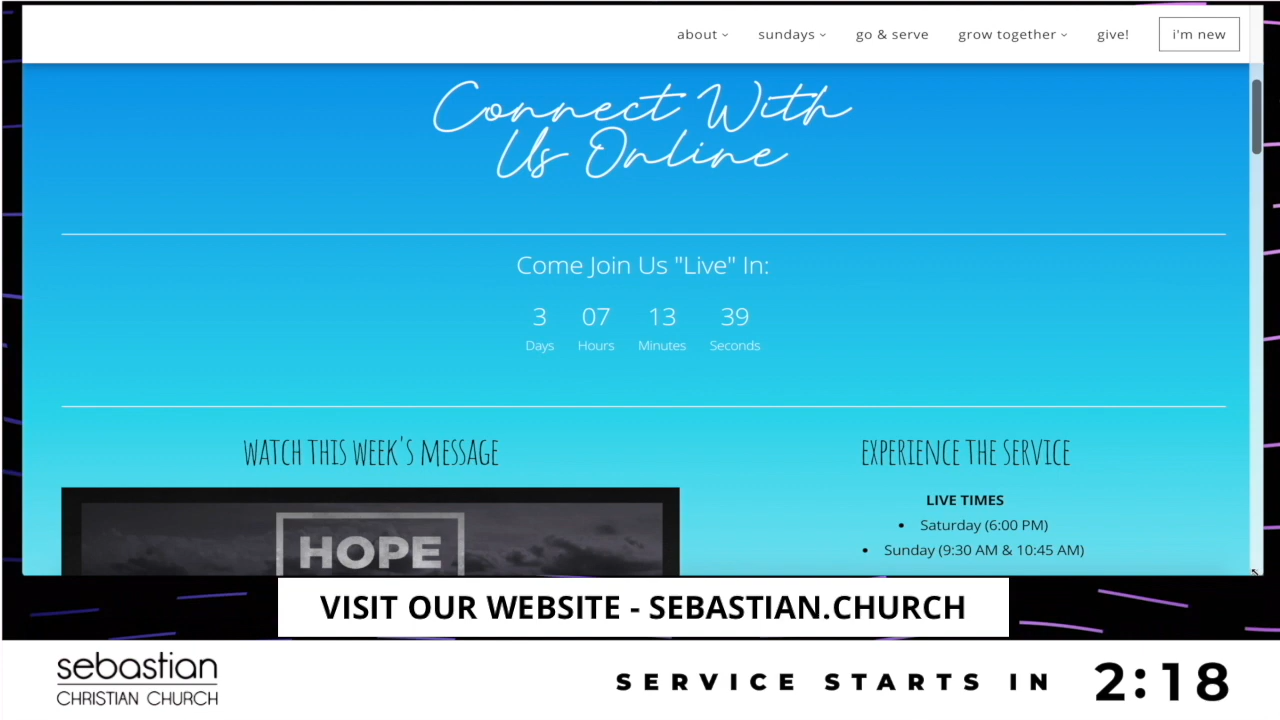 about
sundays
go & serve
grow together
give!
i'm new
Connect With
Us Online
Come Join Us "Live" In:
3 07 13 39
Days Hours Minutes Seconds
WATCH THIS WEEK'S MESSAGE
HOPE
EXPERIENCE THE SERVICE
LIVE TIMES
• Saturday (6:00 PM)
• Sunday (9:30 AM & 10:45 AM)
VISIT OUR WEBSITE - SEBASTIAN.CHURCH
sebastian
CHRISTIAN CHURCH
SERVICE STARTS IN 2:18